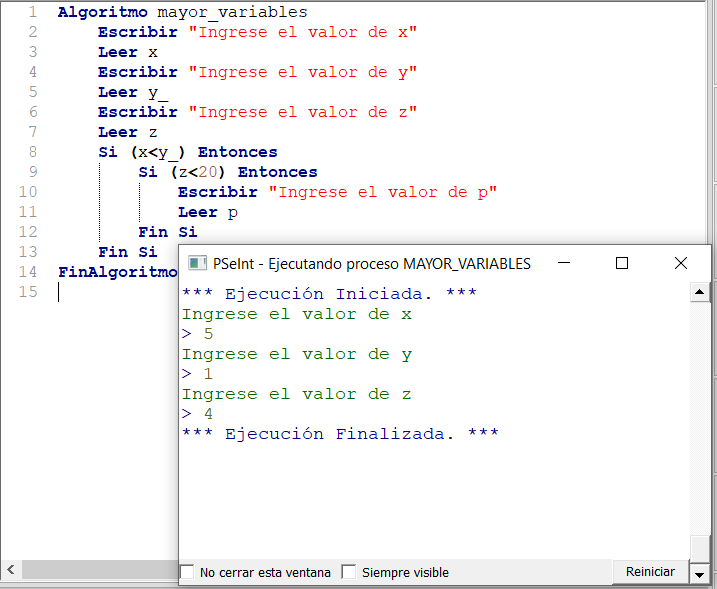 1 Algoritmo mayor_variables
2 Escribir "Ingrese el valor de x"
3 Leer x
4 Escribir "Ingrese el valor de y"
5 Leer y_
6 Escribir "Ingrese el valor de z"
7 Leer z
8 Si (x<y_) Entonces
9 Si (z<20) Entonces
10 Escribir "Ingrese el valor de p"
11 Leer p
12 Fin Si
13 Fin Si
14 FinAlgoritmo
15
PSeInt - Ejecutando proceso MAYOR_VARIABLES
*** Ejecución Iniciada. ***
Ingrese el valor de x
> 5
Ingrese el valor de y
> 1
Ingrese el valor de z
> 4
*** Ejecución Finalizada. ***
No cerrar esta ventana Siempre visible Reiniciar